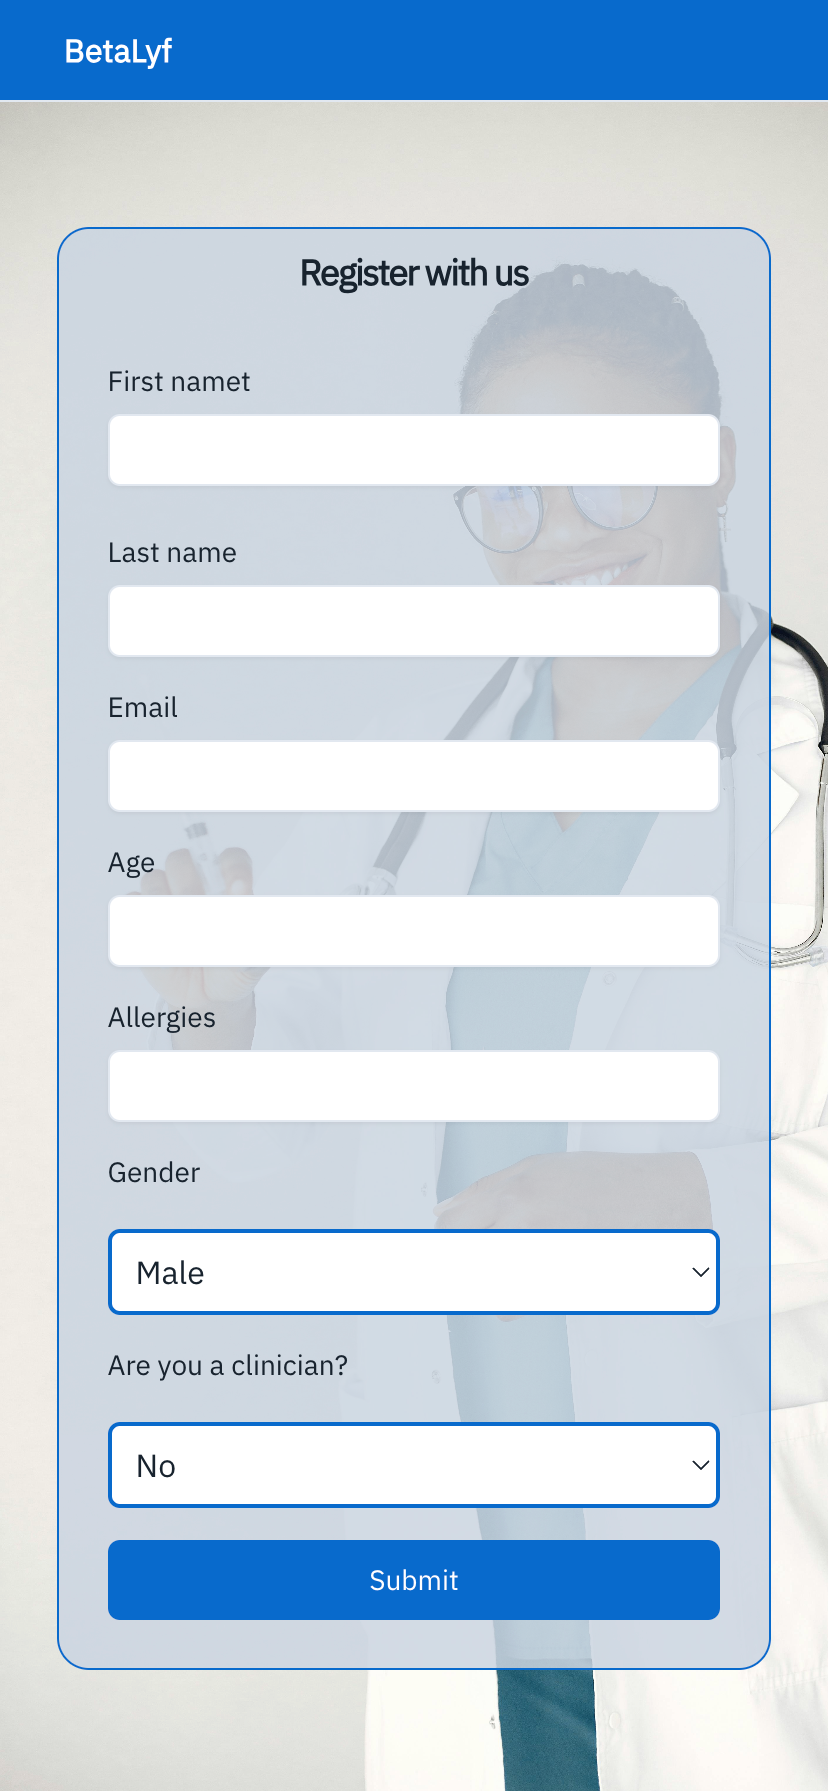 BetaLyf
Register with us
First namet
Last name
Email
Age
Allergies
Gender
Male
Are you a clinician?
No
Submit